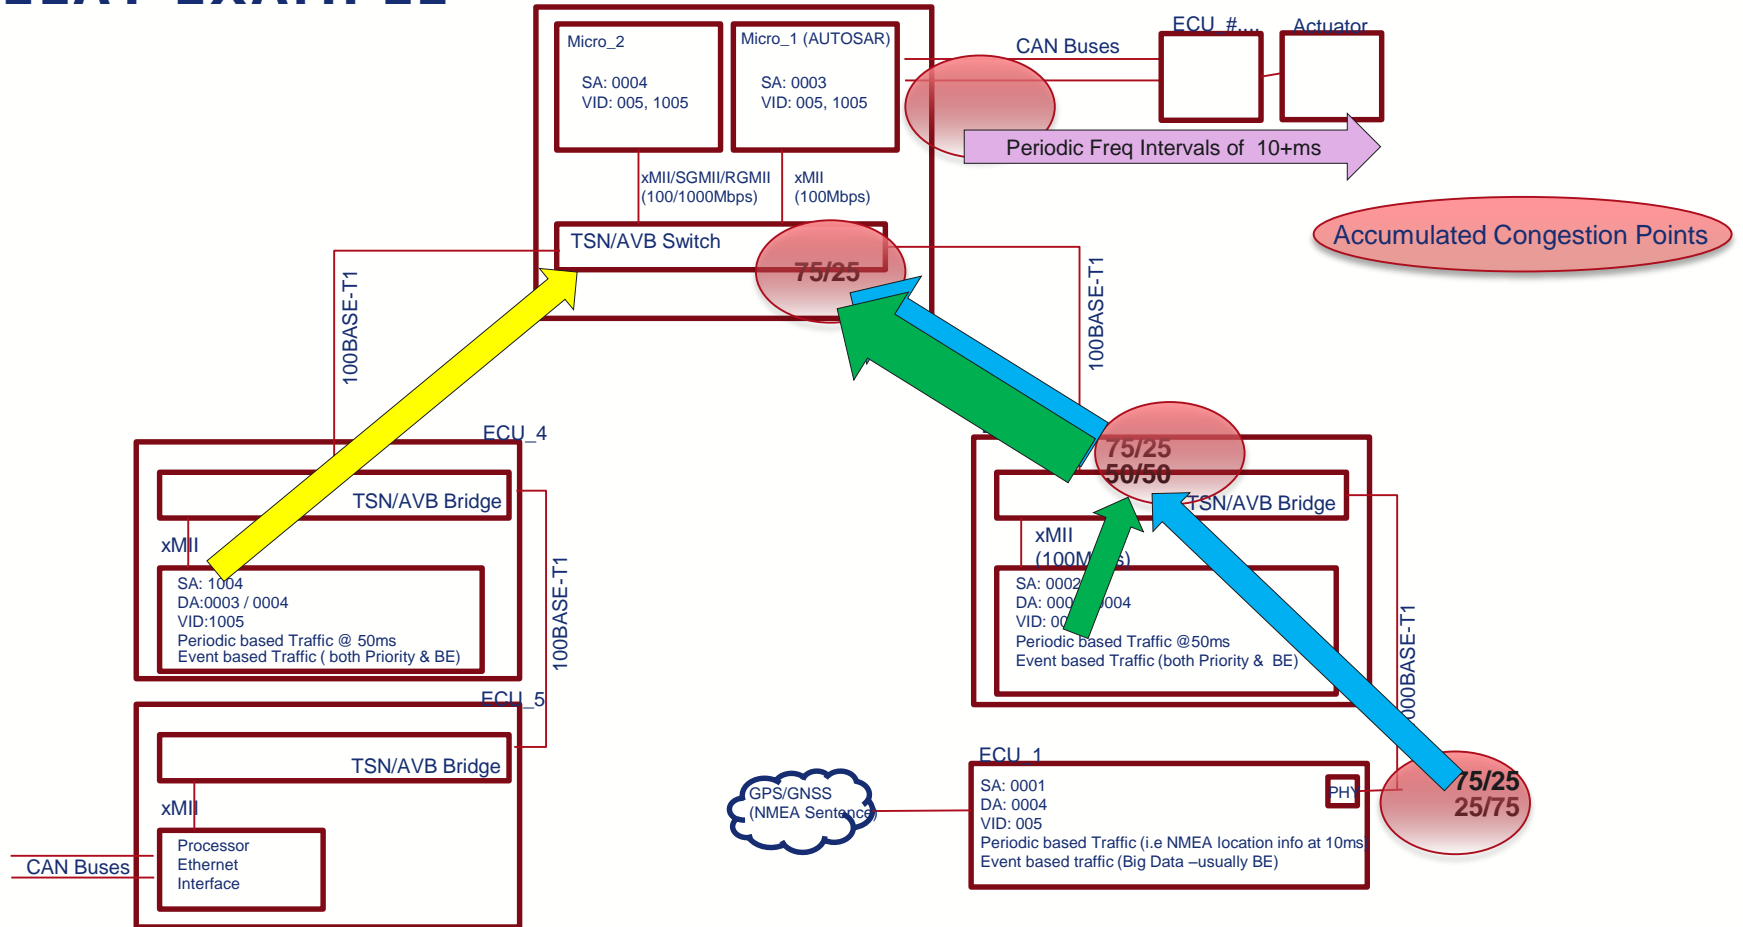 EXAMPLE
Micro_2
SA: 0004
VID: 005, 1005
Micro_1 (AUTOSAR)
SA: 0003
VID: 005, 1005
CAN Buses
ECU_#....
Actuator
Periodic Freq Intervals of 10+ms
xMII/SGMII/RGMII
(100/1000Mbps)
xMII
(100Mbps)
TSN/AVB Switch
75/25
Accumulated Congestion Points
100BASE-T1
100BASE-T1
ECU_4
TSN/AVB Bridge
xMII
SA: 1004
DA:0003 / 0004
VID:1005
Periodic based Traffic @ 50ms
Event based Traffic ( both Priority & BE)
100BASE-T1
75/25
50/50
TSN/AVB Bridge
xMII
SA: 0002
Periodic based Traffic @50ms
Event based Traffic (both Priority & BE)
ECU_5
TSN/AVB Bridge
xMII
Processor
Ethernet
Interface
CAN Buses
GPS/GNSS
(NMEA Sentence)
ECU_1
SA: 0001
DA: 0004
VID: 005
Periodic based Traffic (i.e NMEA location info at 10ms
Event based traffic (Big Data –usually BE)
PHY
75/25
25/75